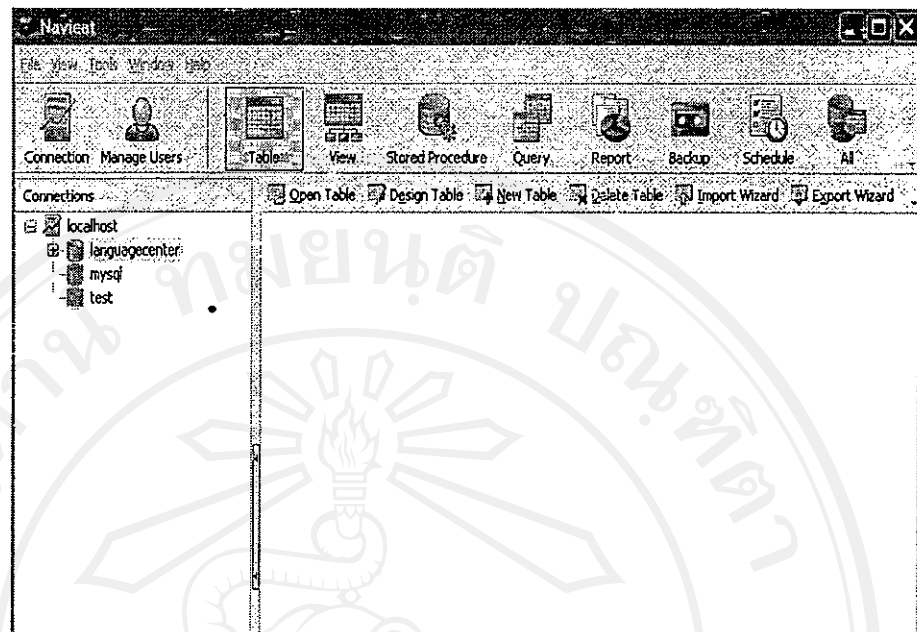 Navicat
File View Tools Window Help
Connection Manage Users Table View Stored Procedure Query Report Backup Schedule All
Connections
Open Table Design Table New Table Delete Table Import Wizard Export Wizard
localhost
languagecenter
mysql
test